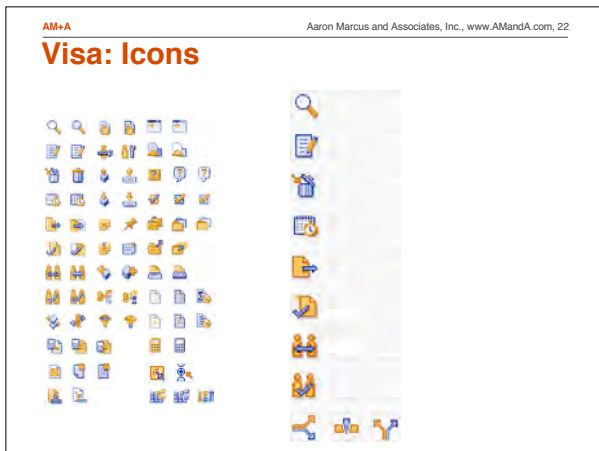 AM+A
Aaron Marcus and Associates, Inc., www.AMandA.com, 22
Visa: Icons